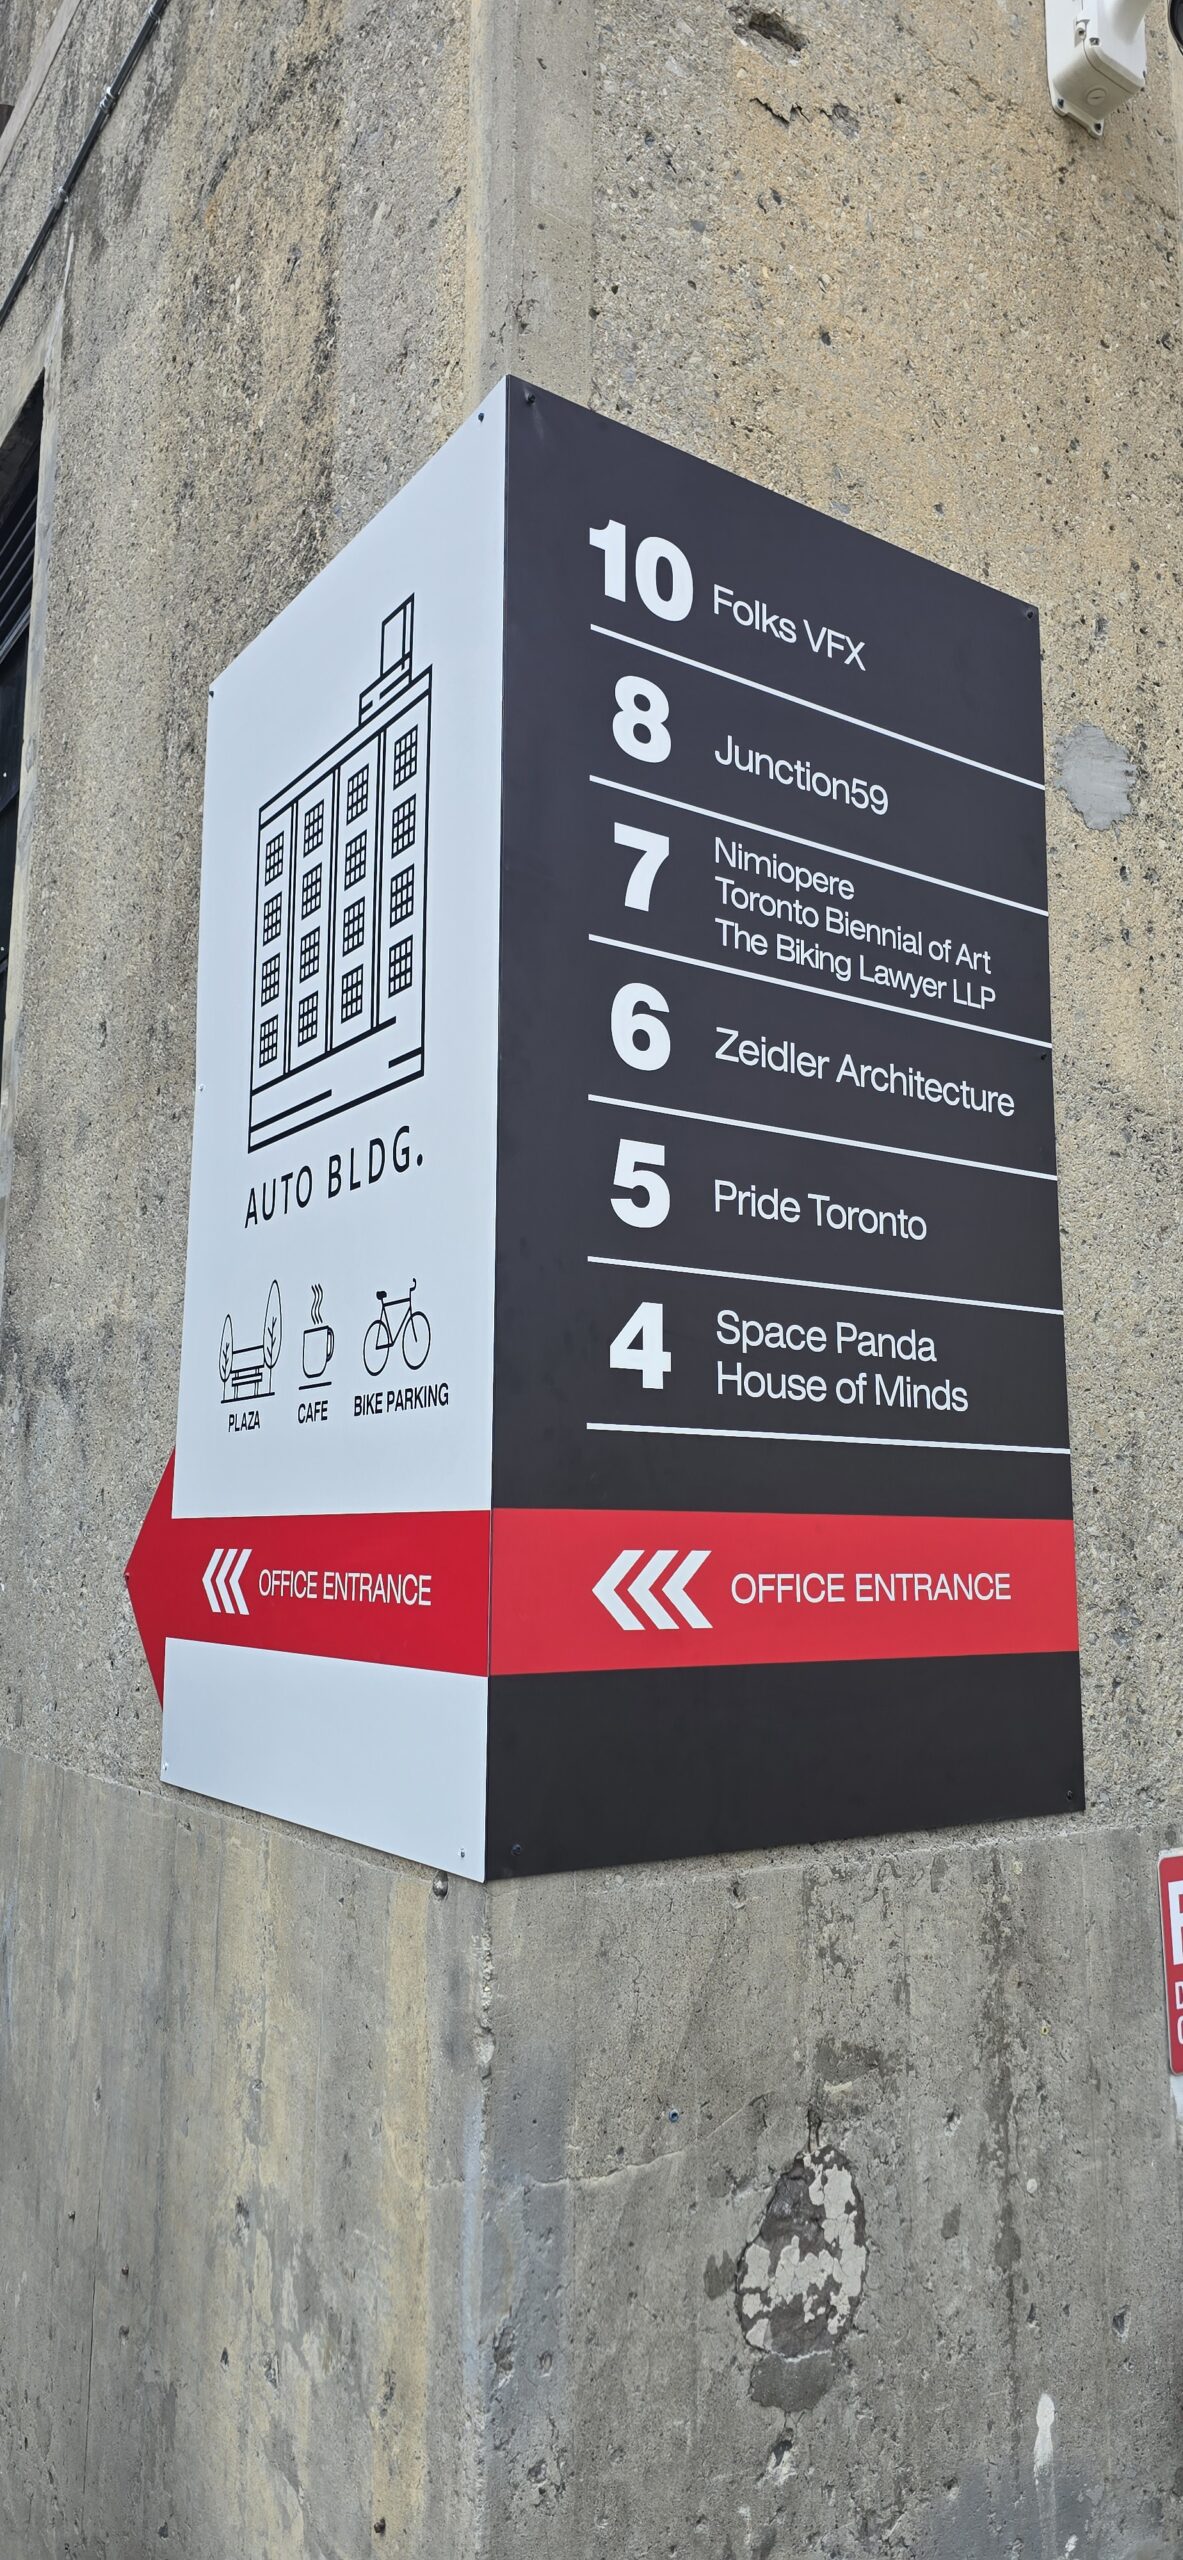 AUTO BLDG.
PLAZA
CAFE
BIKE PARKING
OFFICE ENTRANCE
10 Folks VFX
8 Junction59
7 Nimiopere
Toronto Biennial of Art
The Biking Lawyer LLP
6 Zeidler Architecture
5 Pride Toronto
4 Space Panda
House of Minds
OFFICE ENTRANCE